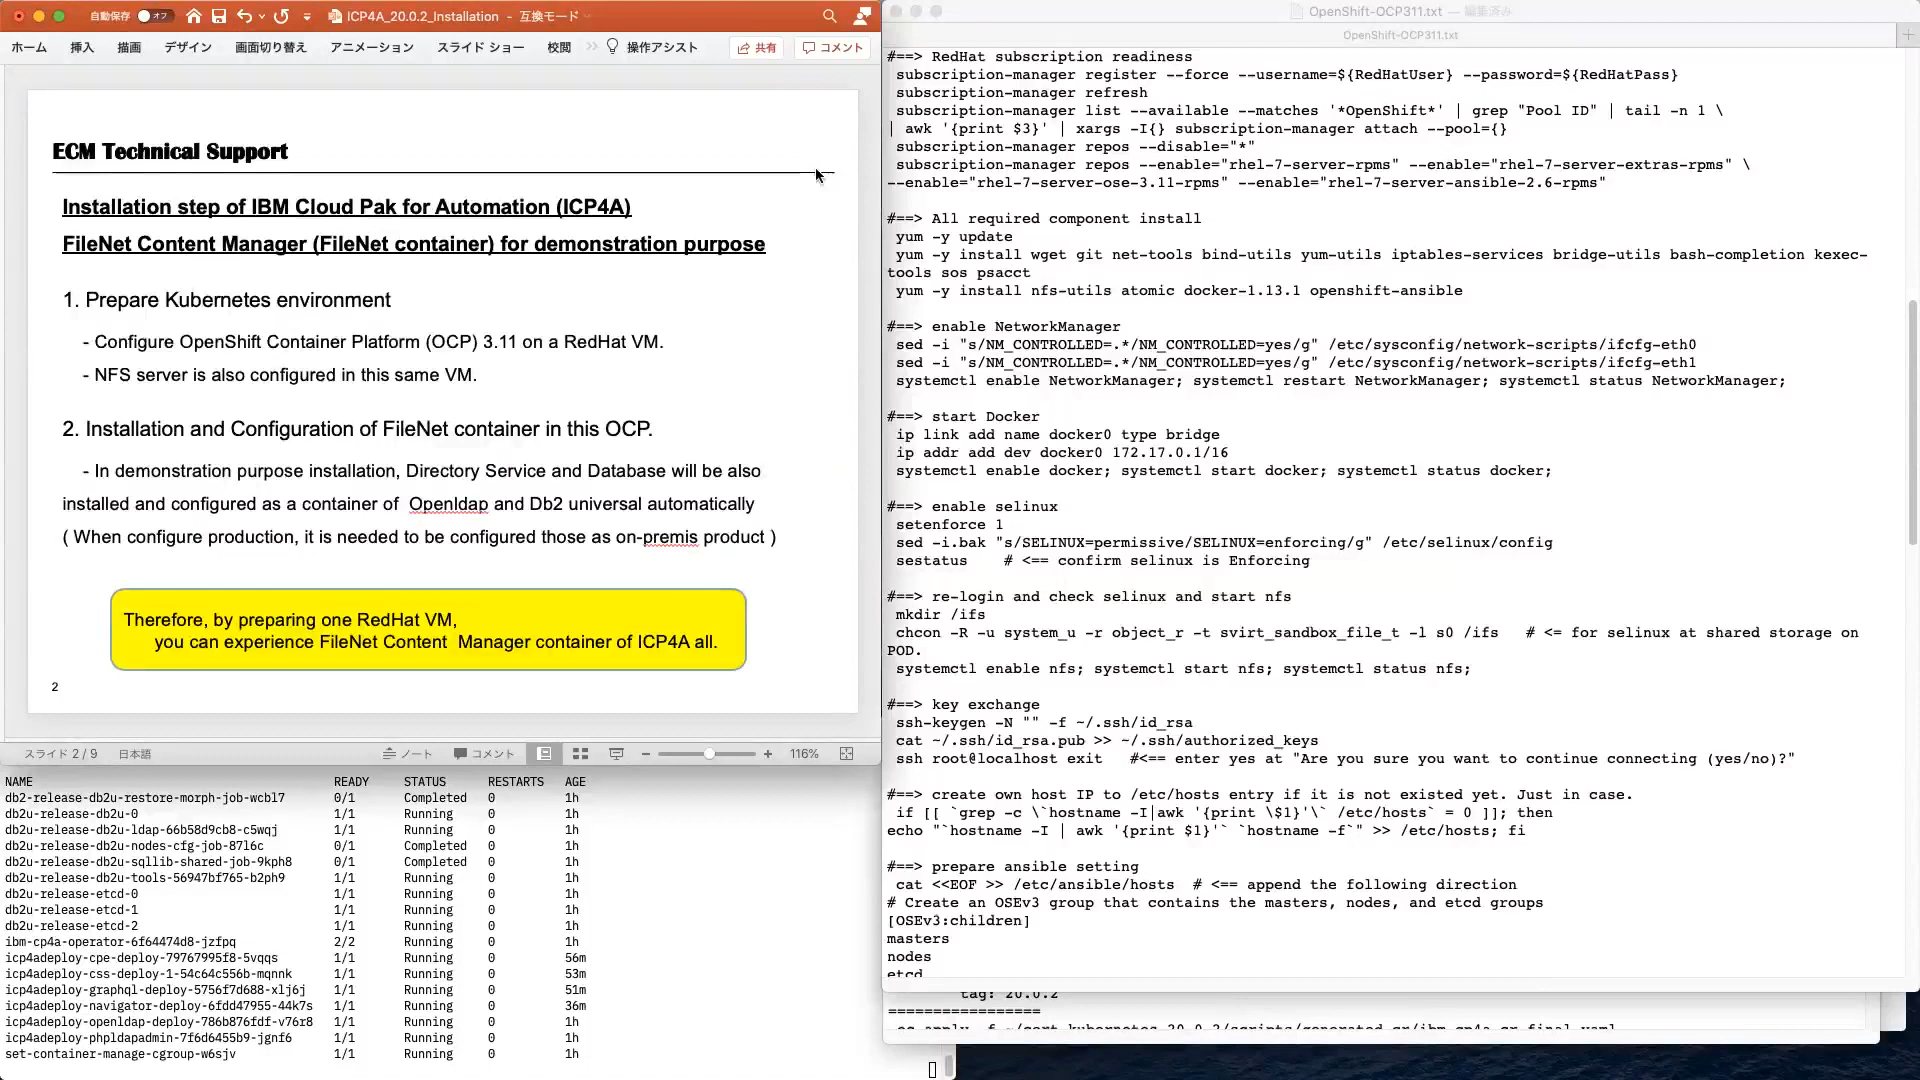 自動保存 オフ ICP4A_20.0.2_Installation - 互換モード
ホーム 挿入 描画 デザイン 画面切り替え アニメーション スライド ショー 校閲 >> 操作アシスト 共有 コメント
ECM Technical Support
Installation step of IBM Cloud Pak for Automation (ICP4A)
FileNet Content Manager (FileNet container) for demonstration purpose
1. Prepare Kubernetes environment
- Configure OpenShift Container Platform (OCP) 3.11 on a RedHat VM.
- NFS server is also configured in this same VM.
2. Installation and Configuration of FileNet container in this OCP.
- In demonstration purpose installation, Directory Service and Database will be also
installed and configured as a container of Openldap and Db2 universal automatically
( When configure production, it is needed to be configured those as on-premis product )
Therefore, by preparing one RedHat VM,
you can experience FileNet Content Manager container of ICP4A all.
2
スライド 2 / 9 日本語 ノート コメント 116%
NAME READY STATUS RESTARTS AGE
db2-release-db2u-restore-morph-job-wcbl7 0/1 Completed 0 1h
db2u-release-db2u-0 1/1 Running 0 1h
db2u-release-db2u-ldap-66b58d9cb8-c5wqj 1/1 Running 0 1h
db2u-release-db2u-nodes-cfg-job-87l6c 0/1 Completed 0 1h
db2u-release-db2u-sqllib-shared-job-9kph8 0/1 Completed 0 1h
db2u-release-db2u-tools-56947bf765-b2ph9 1/1 Running 0 1h
db2u-release-etcd-0 1/1 Running 0 1h
db2u-release-etcd-1 1/1 Running 0 1h
db2u-release-etcd-2 1/1 Running 0 1h
ibm-cp4a-operator-6f64474d8-jzfpq 2/2 Running 0 1h
icp4adeploy-cpe-deploy-79767995f8-5vqqs 1/1 Running 0 56m
icp4adeploy-css-deploy-1-54c64c556b-mqnnk 1/1 Running 0 53m
icp4adeploy-graphql-deploy-5756f7d688-xlj6j 1/1 Running 0 51m
icp4adeploy-navigator-deploy-6fdd47955-44k7s 1/1 Running 0 36m
icp4adeploy-openldap-deploy-786b876fdf-v76r8 1/1 Running 0 1h
icp4adeploy-phpldapadmin-7f6d6455b9-jgnf6 1/1 Running 0 1h
set-container-manage-cgroup-w6sjv 1/1 Running 0 1h
OpenShift-OCP311.txt — 編集済み
OpenShift-OCP311.txt
#==> RedHat subscription readiness
subscription-manager register --force --username=${RedHatUser} --password=${RedHatPass}
subscription-manager refresh
subscription-manager list --available --matches '*OpenShift*' | grep "Pool ID" | tail -n 1 \
| awk '{print $3}' | xargs -I{} subscription-manager attach --pool={}
subscription-manager repos --disable="*"
subscription-manager repos --enable="rhel-7-server-rpms" --enable="rhel-7-server-extras-rpms" \
--enable="rhel-7-server-ose-3.11-rpms" --enable="rhel-7-server-ansible-2.6-rpms"
#==> All required component install
yum -y update
yum -y install wget git net-tools bind-utils yum-utils iptables-services bridge-utils bash-completion kexec-
tools sos psacct
yum -y install nfs-utils atomic docker-1.13.1 openshift-ansible
#==> enable NetworkManager
sed -i "s/NM_CONTROLLED=.*/NM_CONTROLLED=yes/g" /etc/sysconfig/network-scripts/ifcfg-eth0
sed -i "s/NM_CONTROLLED=.*/NM_CONTROLLED=yes/g" /etc/sysconfig/network-scripts/ifcfg-eth1
systemctl enable NetworkManager; systemctl restart NetworkManager; systemctl status NetworkManager;
#==> start Docker
ip link add name docker0 type bridge
ip addr add dev docker0 172.17.0.1/16
systemctl enable docker; systemctl start docker; systemctl status docker;
#==> enable selinux
setenforce 1
sed -i.bak "s/SELINUX=permissive/SELINUX=enforcing/g" /etc/selinux/config
sestatus # <== confirm selinux is Enforcing
#==> re-login and check selinux and start nfs
mkdir /ifs
chcon -R -u system_u -r object_r -t svirt_sandbox_file_t -l s0 /ifs # <= for selinux at shared storage on
POD.
systemctl enable nfs; systemctl start nfs; systemctl status nfs;
#==> key exchange
ssh-keygen -N "" -f ~/.ssh/id_rsa
cat ~/.ssh/id_rsa.pub >> ~/.ssh/authorized_keys
ssh root@localhost exit #<== enter yes at "Are you sure you want to continue connecting (yes/no)?"
#==> create own host IP to /etc/hosts entry if it is not existed yet. Just in case.
if [[ `grep -c \`hostname -I|awk '{print \$1}'\` /etc/hosts` = 0 ]]; then
echo "`hostname -I | awk '{print $1}'` `hostname -f`" >> /etc/hosts; fi
#==> prepare ansible setting
cat <<EOF >> /etc/ansible/hosts # <== append the following direction
# Create an OSEv3 group that contains the masters, nodes, and etcd groups
[OSEv3:children]
masters
nodes
etcd
tag: 20.0.2
=================